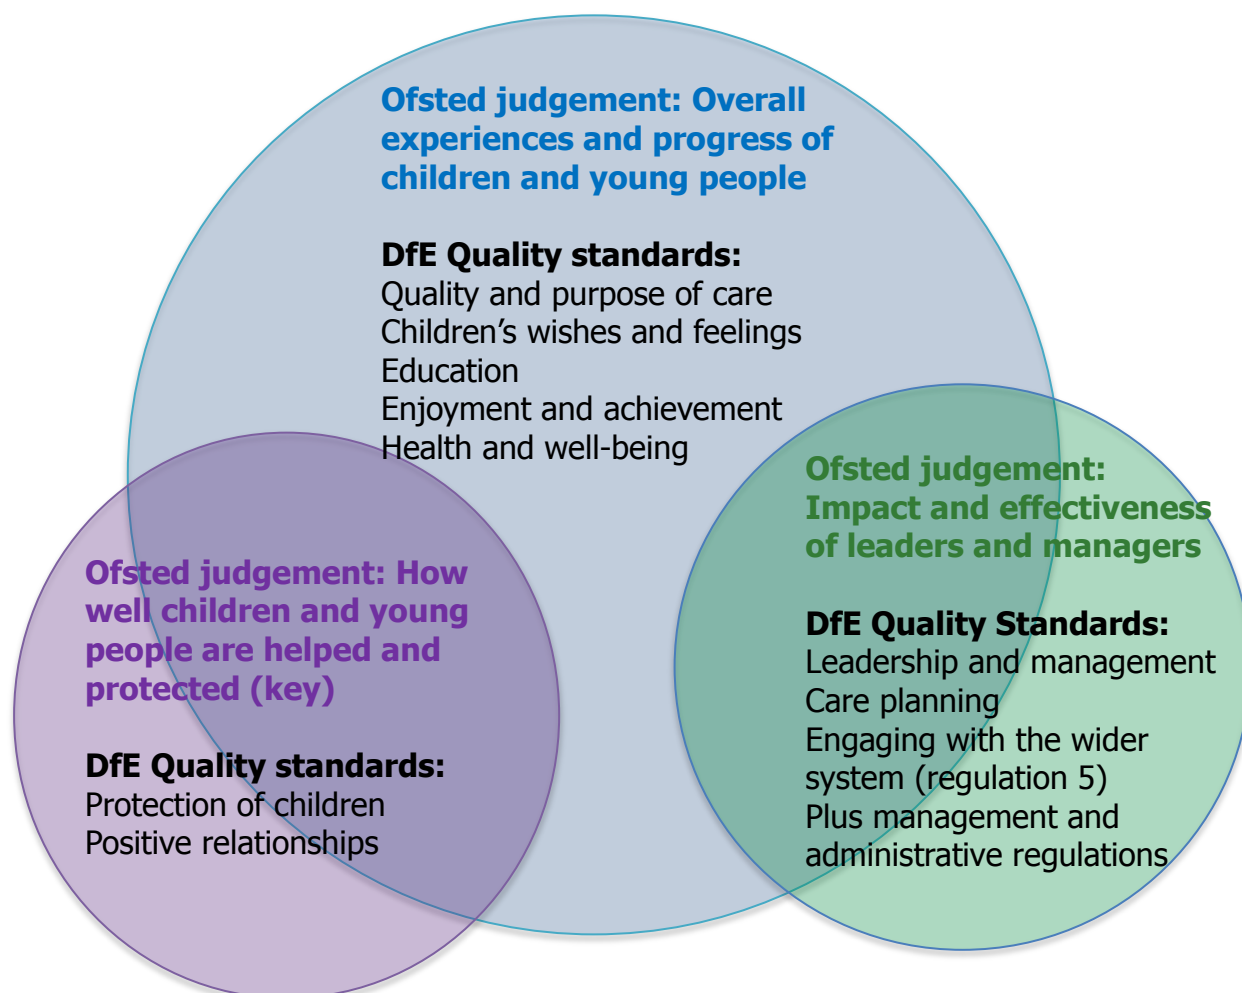 Ofsted judgement: Overall
experiences and progress of
children and young people
DfE Quality standards:
Quality and purpose of care
Children’s wishes and feelings
Education
Enjoyment and achievement
Health and well-being
Ofsted judgement: How
well children and young
people are helped and
protected (key)
DfE Quality standards:
Protection of children
Positive relationships
Ofsted judgement:
Impact and effectiveness
of leaders and managers
DfE Quality Standards:
Leadership and management
Care planning
Engaging with the wider
system (regulation 5)
Plus management and
administrative regulations